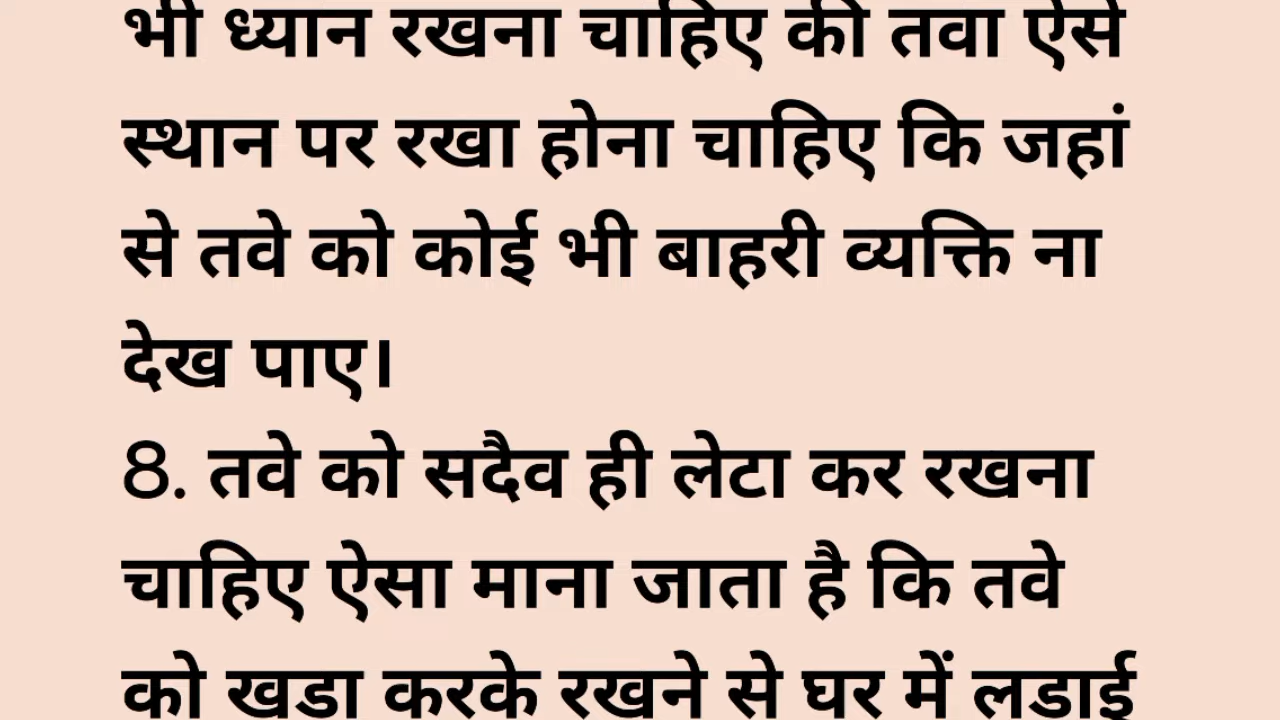 भी ध्यान रखना चाहिए की तवा ऐसे
स्थान पर रखा होना चाहिए कि जहां
से तवे को कोई भी बाहरी व्यक्ति ना
देख पाए।
8. तवे को सदैव ही लेटा कर रखना
चाहिए ऐसा माना जाता है कि तवे
को खडा करके रखने से घर में लडाई